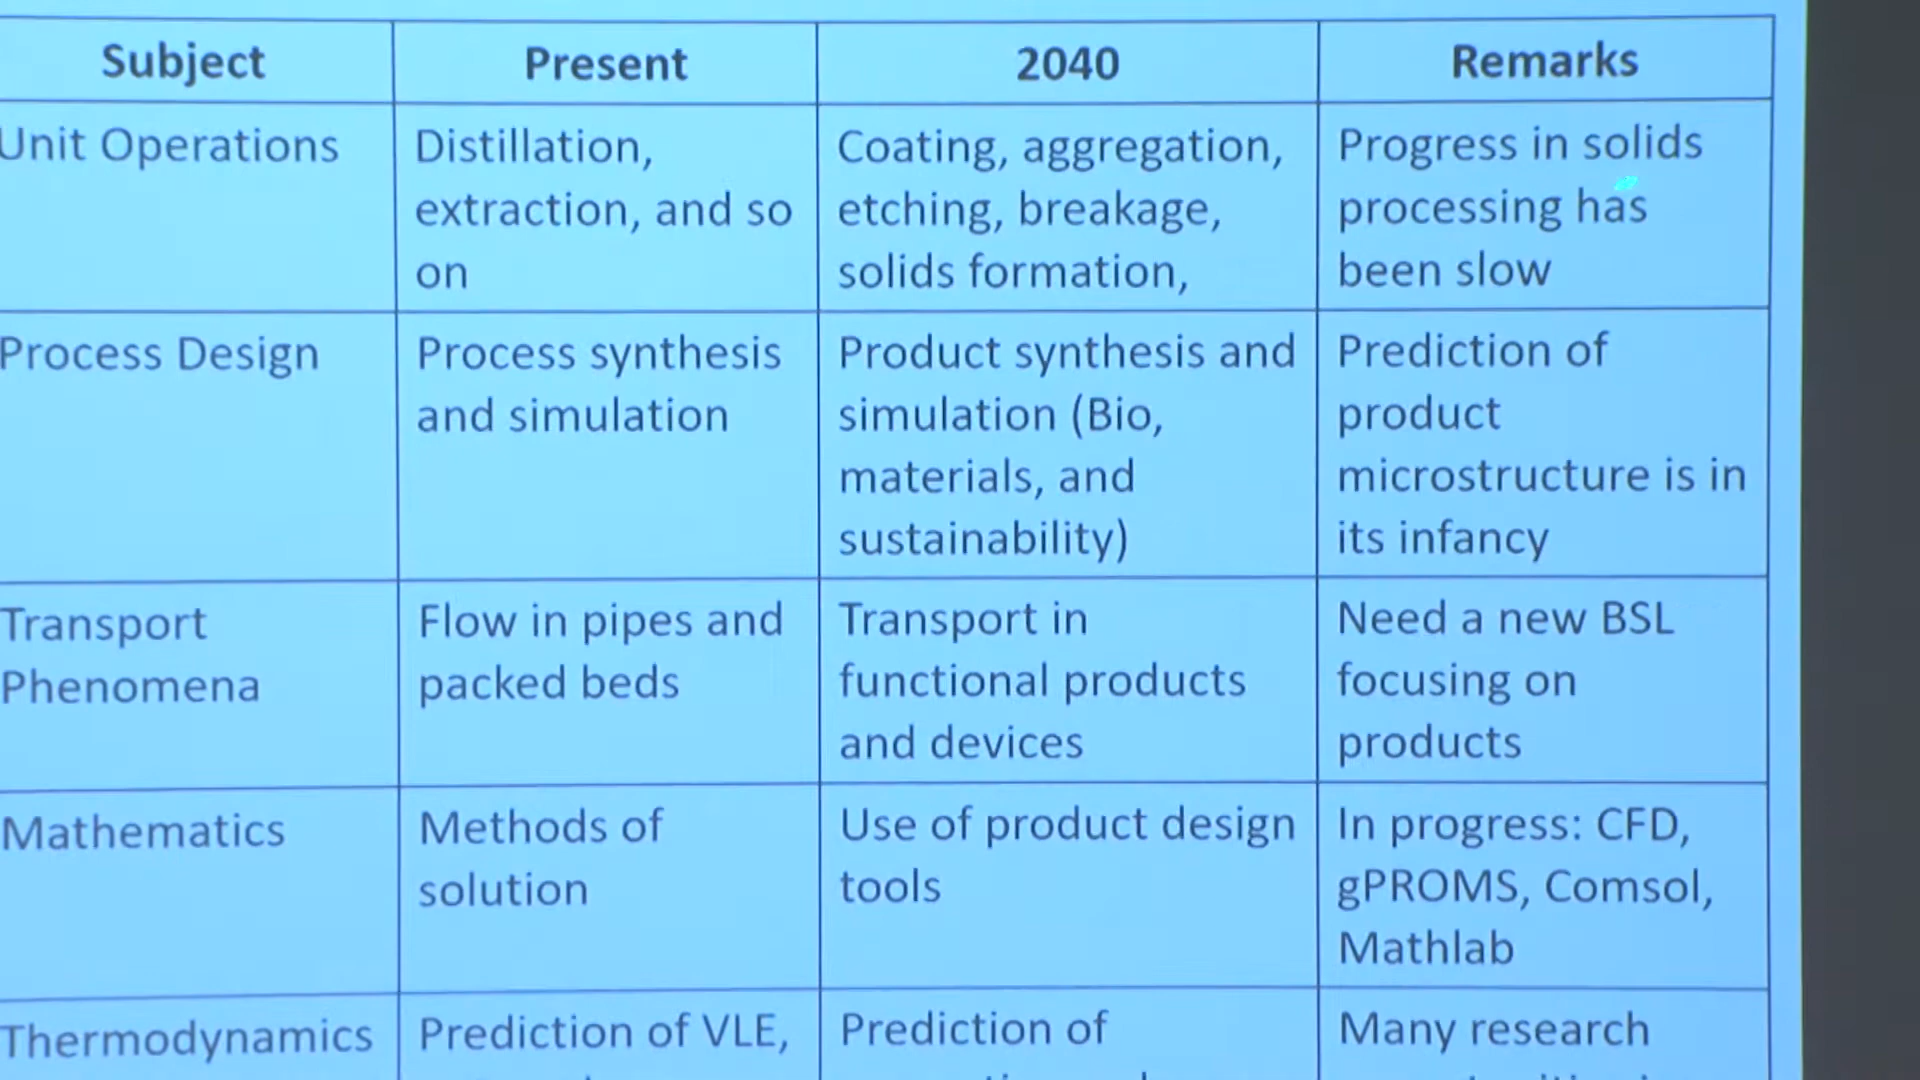 Subject
Present
2040
Remarks
Unit Operations
Distillation,
extraction, and so
on
Coating, aggregation,
etching, breakage,
solids formation,
Progress in solids
processing has
been slow
Process Design
Process synthesis
and simulation
Product synthesis and
simulation (Bio,
materials, and
sustainability)
Prediction of
product
microstructure is in
its infancy
Transport
Phenomena
Flow in pipes and
packed beds
Transport in
functional products
and devices
Need a new BSL
focusing on
products
Mathematics
Methods of
solution
Use of product design
tools
In progress: CFD,
gPROMS, Comsol,
Mathlab
Thermodynamics
Prediction of VLE,
Prediction of
Many research